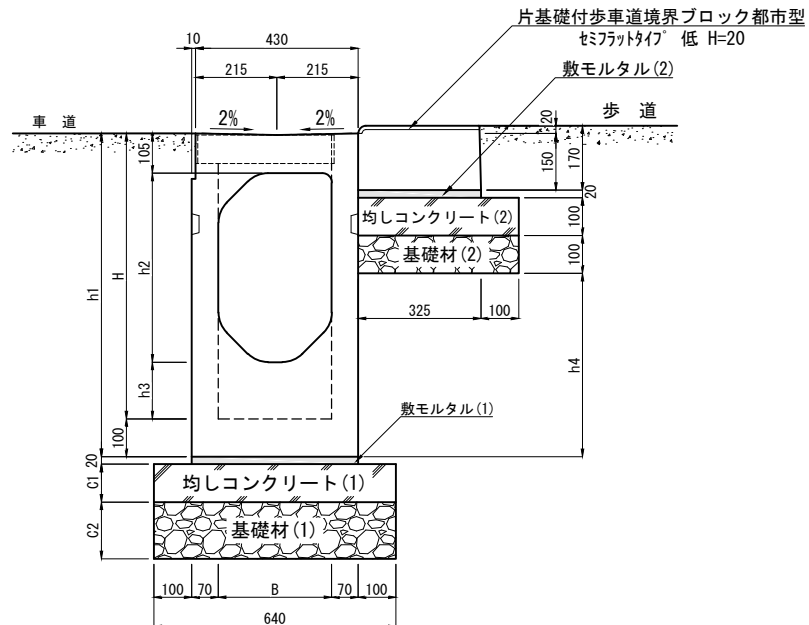 片基礎付歩車道境界ブロック都市型
セミフラットタイプ 低 H=20
10
430
敷モルタル(2)
215
215
車 道
2%
2%
歩 道
20
105
150
170
20
均しコンクリート(2)
100
基礎材(2)
100
h1
H
h2
325
100
h3
h4
敷モルタル(1)
100
20
均しコンクリート(1)
C1
基礎材(1)
C2
100
70
B
70
100
640